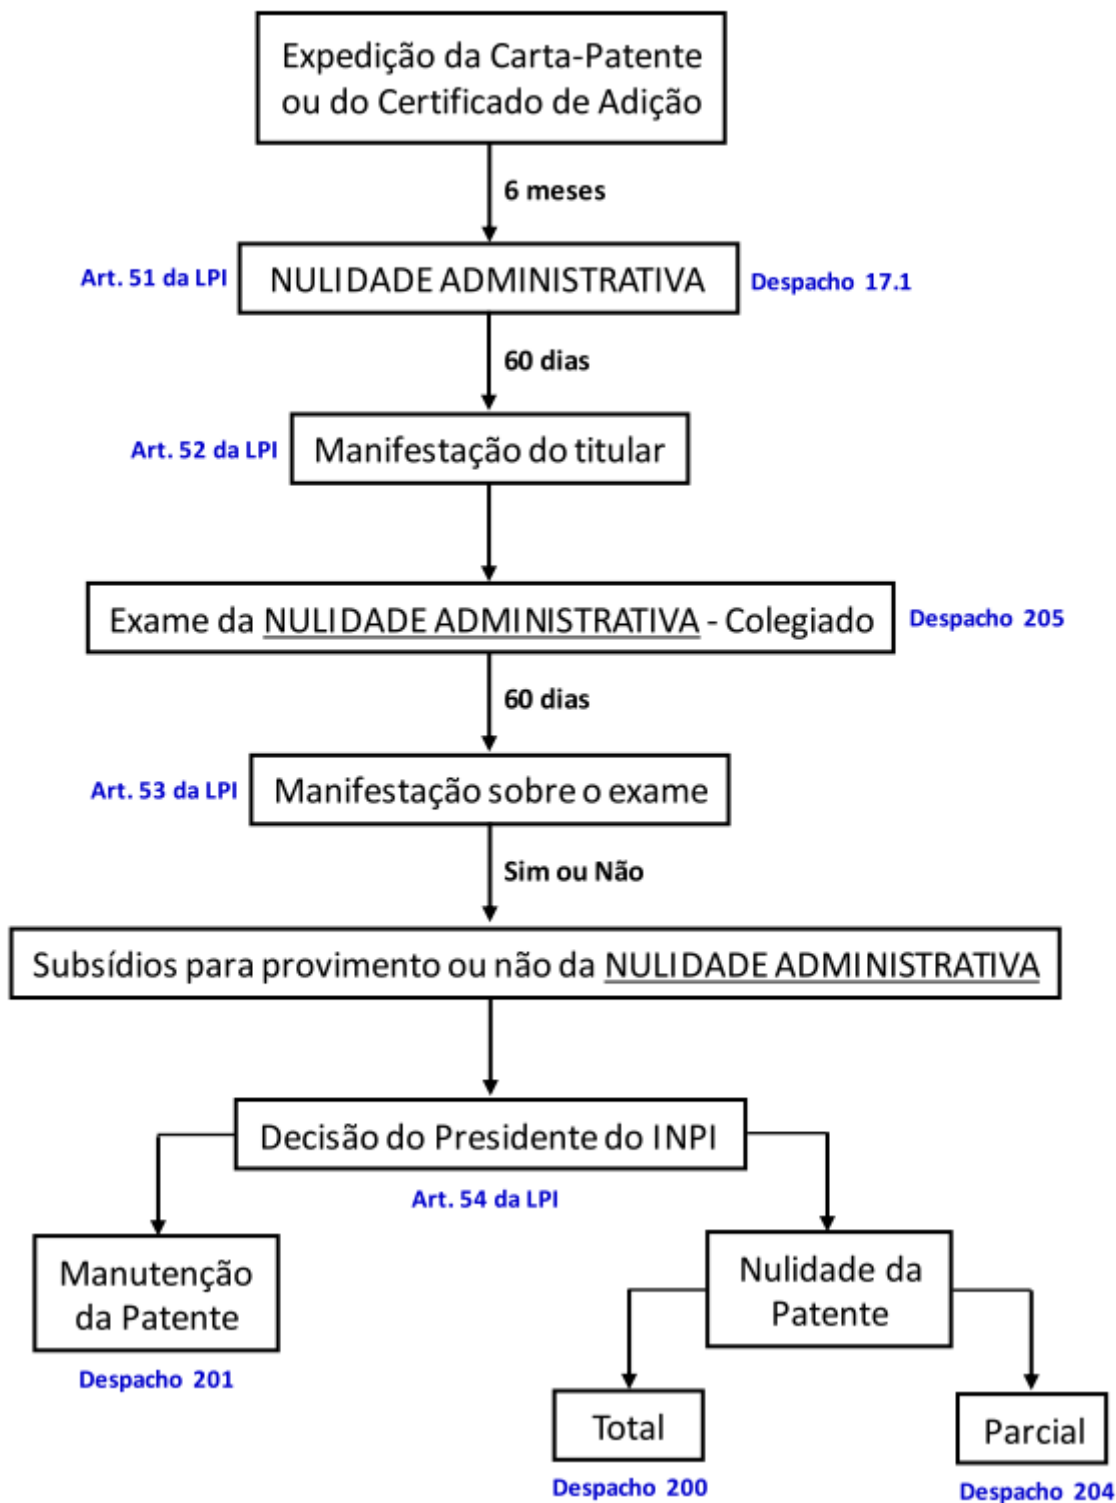 Expedição da Carta-Patente
ou do Certificado de Adição
6 meses
Art. 51 da LPI
NULIDADE ADMINISTRATIVA
Despacho 17.1
60 dias
Art. 52 da LPI
Manifestação do titular
Exame da NULIDADE ADMINISTRATIVA - Colegiado
Despacho 205
60 dias
Art. 53 da LPI
Manifestação sobre o exame
Sim ou Não
Subsídios para provimento ou não da NULIDADE ADMINISTRATIVA
Decisão do Presidente do INPI
Art. 54 da LPI
Manutenção
da Patente
Despacho 201
Nulidade da
Patente
Total
Despacho 200
Parcial
Despacho 204